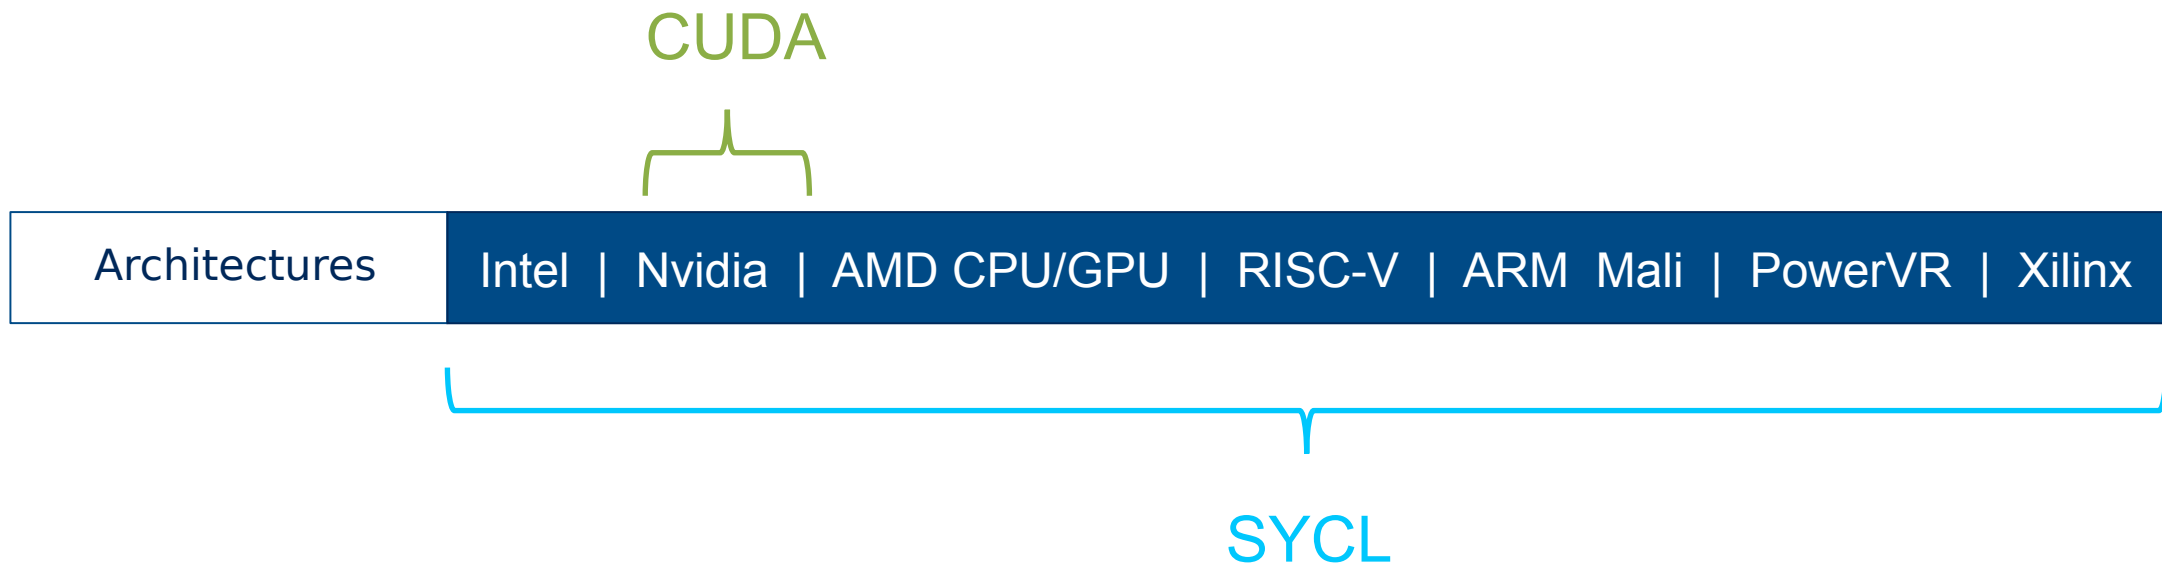 CUDA
Architectures Intel | Nvidia | AMD CPU/GPU | RISC-V | ARM Mali | PowerVR | Xilinx
SYCL